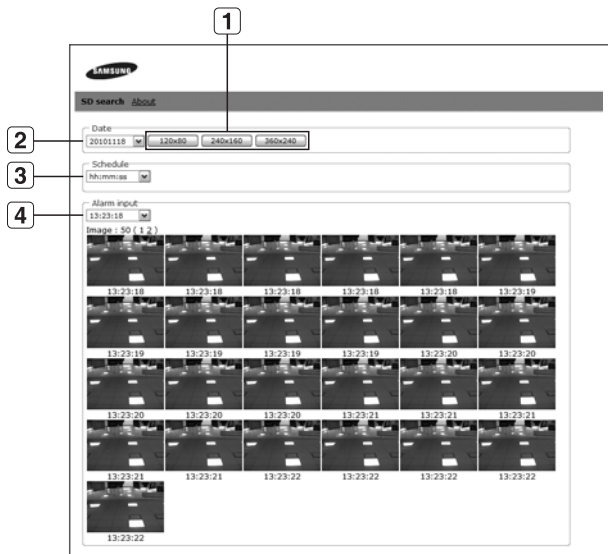 1
SAMSUNG
SD search About
Date
2 20101118 120x80 240x160 360x240
Schedule
3 hh:mm:ss
Alarm input
4 13:23:18
Image : 50 ( 1 2 )
13:23:18 13:23:18 13:23:18 13:23:18 13:23:18 13:23:19
13:23:19 13:23:19 13:23:19 13:23:19 13:23:20 13:23:20
13:23:20 13:23:20 13:23:20 13:23:21 13:23:21 13:23:21
13:23:21 13:23:21 13:23:22 13:23:22 13:23:22 13:23:22
13:23:22